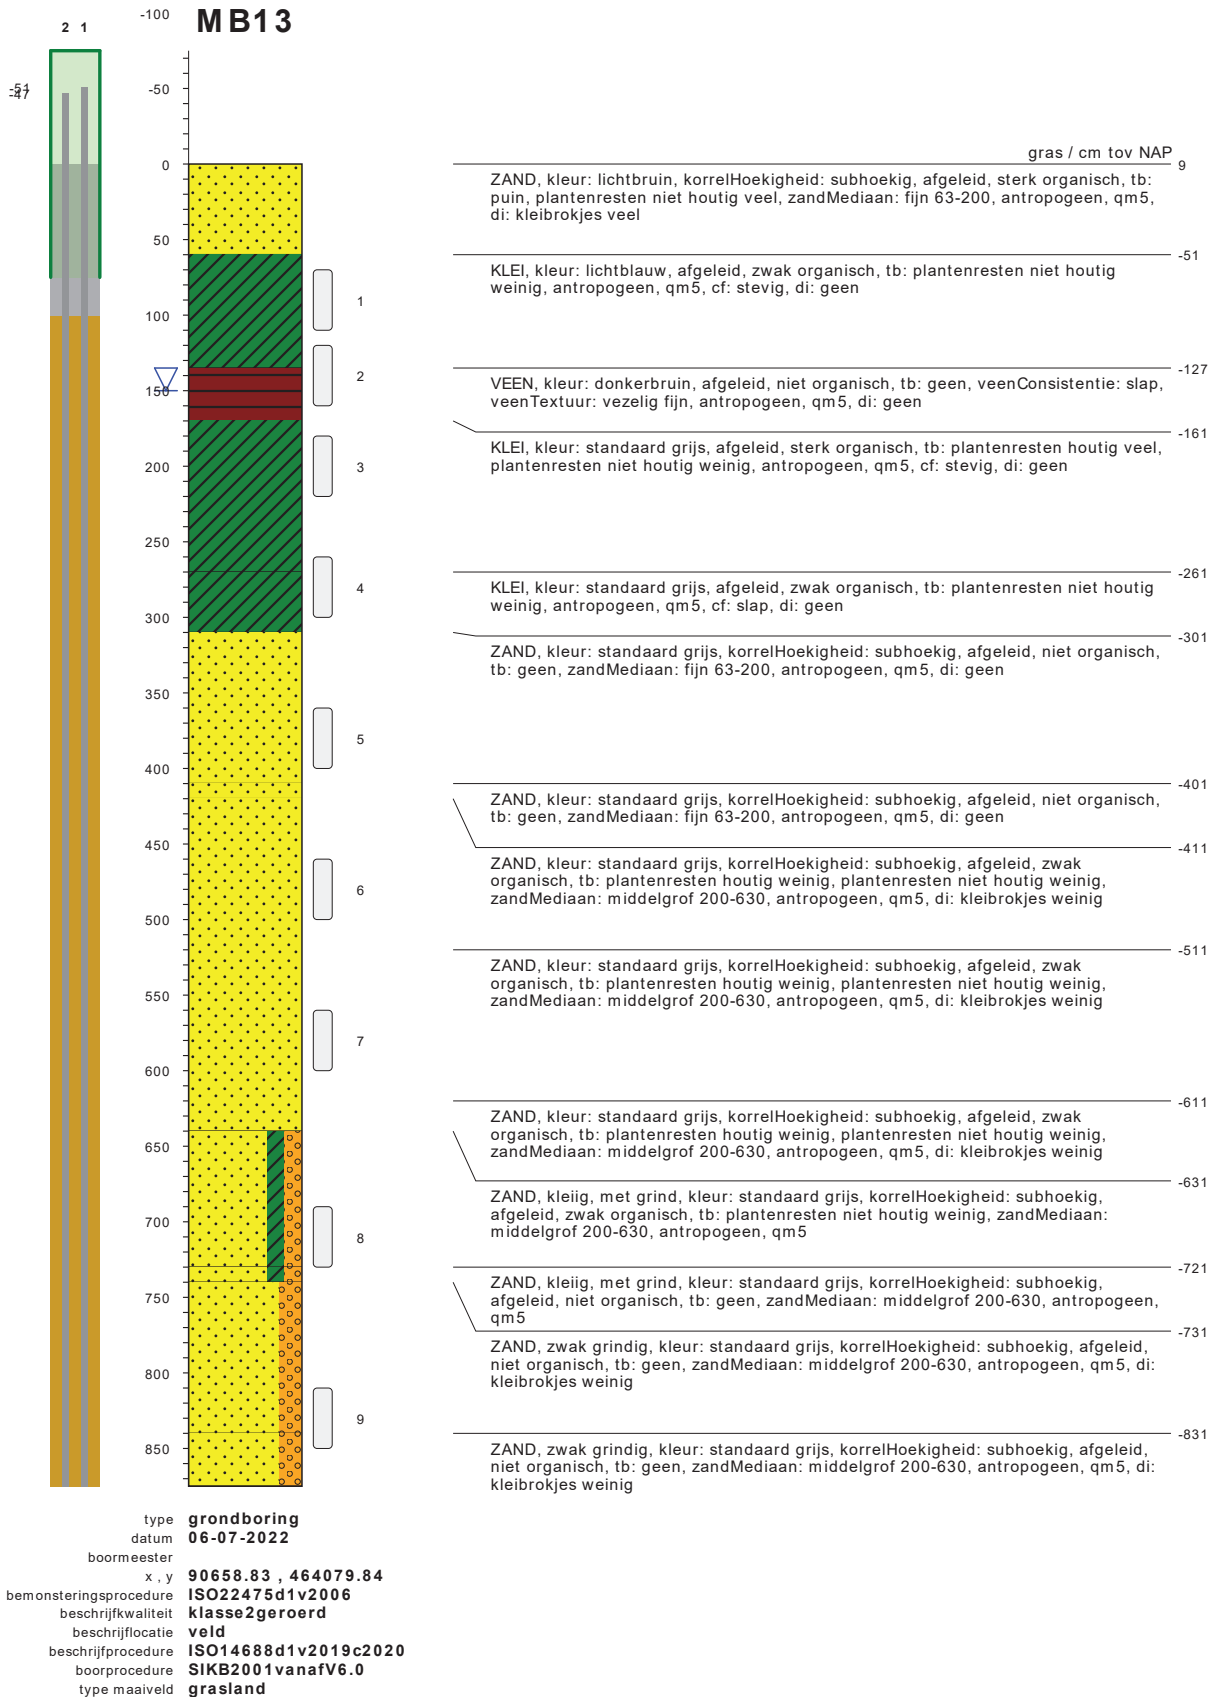 MB13
2 1
-100
-51
-47
-50
0
50
100
150
200
250
300
350
400
450
500
550
600
650
700
750
800
850
1
2
3
4
5
6
7
8
9
gras / cm tov NAP
9
ZAND, kleur: lichtbruin, korrelHoekigheid: subhoekig, afgeleid, sterk organisch, tb:
puin, plantenresten niet houtig veel, zandMediaan: fijn 63-200, antropogeen, qm5,
di: kleibrokjes veel
-51
KLEI, kleur: lichtblauw, afgeleid, zwak organisch, tb: plantenresten niet houtig
weinig, antropogeen, qm5, cf: stevig, di: geen
-127
VEEN, kleur: donkerbruin, afgeleid, niet organisch, tb: geen, veenConsistentie: slap,
veenTextuur: vezelig fijn, antropogeen, qm5, di: geen
-161
KLEI, kleur: standaard grijs, afgeleid, sterk organisch, tb: plantenresten houtig veel,
plantenresten niet houtig weinig, antropogeen, qm5, cf: stevig, di: geen
-261
KLEI, kleur: standaard grijs, afgeleid, zwak organisch, tb: plantenresten niet houtig
weinig, antropogeen, qm5, cf: slap, di: geen
-301
ZAND, kleur: standaard grijs, korrelHoekigheid: subhoekig, afgeleid, niet organisch,
tb: geen, zandMediaan: fijn 63-200, antropogeen, qm5, di: geen
-401
ZAND, kleur: standaard grijs, korrelHoekigheid: subhoekig, afgeleid, niet organisch,
tb: geen, zandMediaan: fijn 63-200, antropogeen, qm5, di: geen
-411
ZAND, kleur: standaard grijs, korrelHoekigheid: subhoekig, afgeleid, zwak
organisch, tb: plantenresten houtig weinig, plantenresten niet houtig weinig,
zandMediaan: middelgrof 200-630, antropogeen, qm5, di: kleibrokjes weinig
-511
ZAND, kleur: standaard grijs, korrelHoekigheid: subhoekig, afgeleid, zwak
organisch, tb: plantenresten houtig weinig, plantenresten niet houtig weinig,
zandMediaan: middelgrof 200-630, antropogeen, qm5, di: kleibrokjes weinig
-611
ZAND, kleur: standaard grijs, korrelHoekigheid: subhoekig, afgeleid, zwak
organisch, tb: plantenresten houtig weinig, plantenresten niet houtig weinig,
zandMediaan: middelgrof 200-630, antropogeen, qm5, di: kleibrokjes weinig
-631
ZAND, kleiig, met grind, kleur: standaard grijs, korrelHoekigheid: subhoekig,
afgeleid, zwak organisch, tb: plantenresten niet houtig weinig, zandMediaan:
middelgrof 200-630, antropogeen, qm5
-721
ZAND, kleiig, met grind, kleur: standaard grijs, korrelHoekigheid: subhoekig,
afgeleid, niet organisch, tb: geen, zandMediaan: middelgrof 200-630, antropogeen,
qm5
-731
ZAND, zwak grindig, kleur: standaard grijs, korrelHoekigheid: subhoekig, afgeleid,
niet organisch, tb: geen, zandMediaan: middelgrof 200-630, antropogeen, qm5, di:
kleibrokjes weinig
-831
ZAND, zwak grindig, kleur: standaard grijs, korrelHoekigheid: subhoekig, afgeleid,
niet organisch, tb: geen, zandMediaan: middelgrof 200-630, antropogeen, qm5, di:
kleibrokjes weinig
type grondboring
datum 06-07-2022
boormeester
x , y 90658.83 , 464079.84
bemonsteringsprocedure ISO22475d1v2006
beschrijfkwaliteit klasse2geroerd
beschrijflocatie veld
beschrijfprocedure ISO14688d1v2019c2020
boorprocedure SIKB2001vanafV6.0
type maaiveld grasland